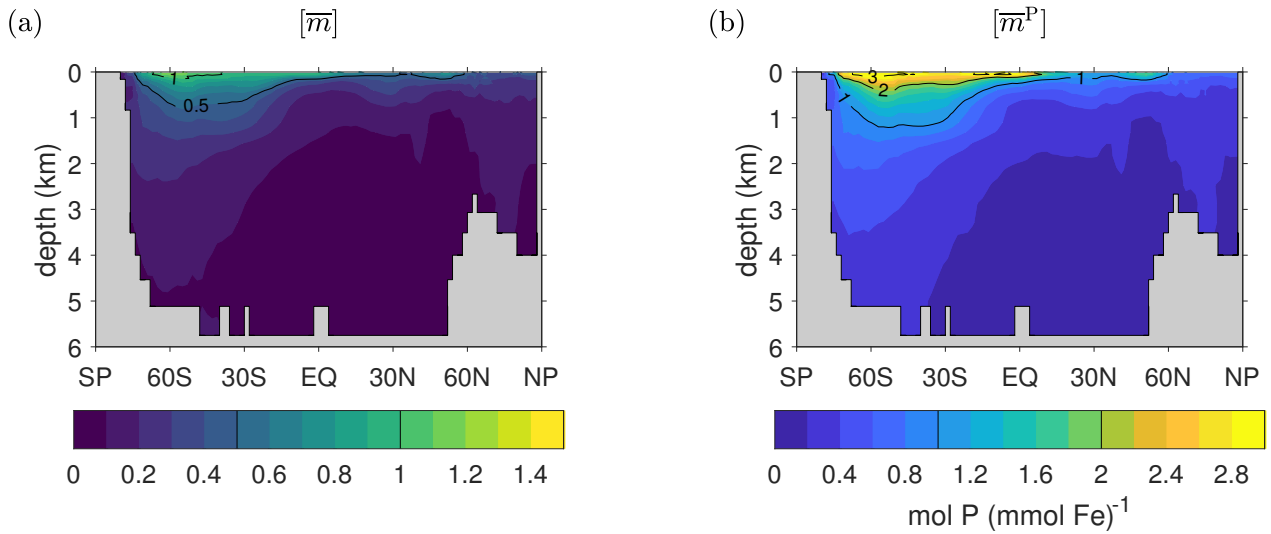 (a) [m̅]
1
0.5
0
1
2
3
4
5
6
depth (km)
SP 60S 30S EQ 30N 60N NP
0 0.2 0.4 0.6 0.8 1 1.2 1.4
(b) [m̅ᴾ]
3
2
1
1
0
1
2
3
4
5
6
depth (km)
SP 60S 30S EQ 30N 60N NP
0 0.4 0.8 1.2 1.6 2 2.4 2.8
mol P (mmol Fe)⁻¹